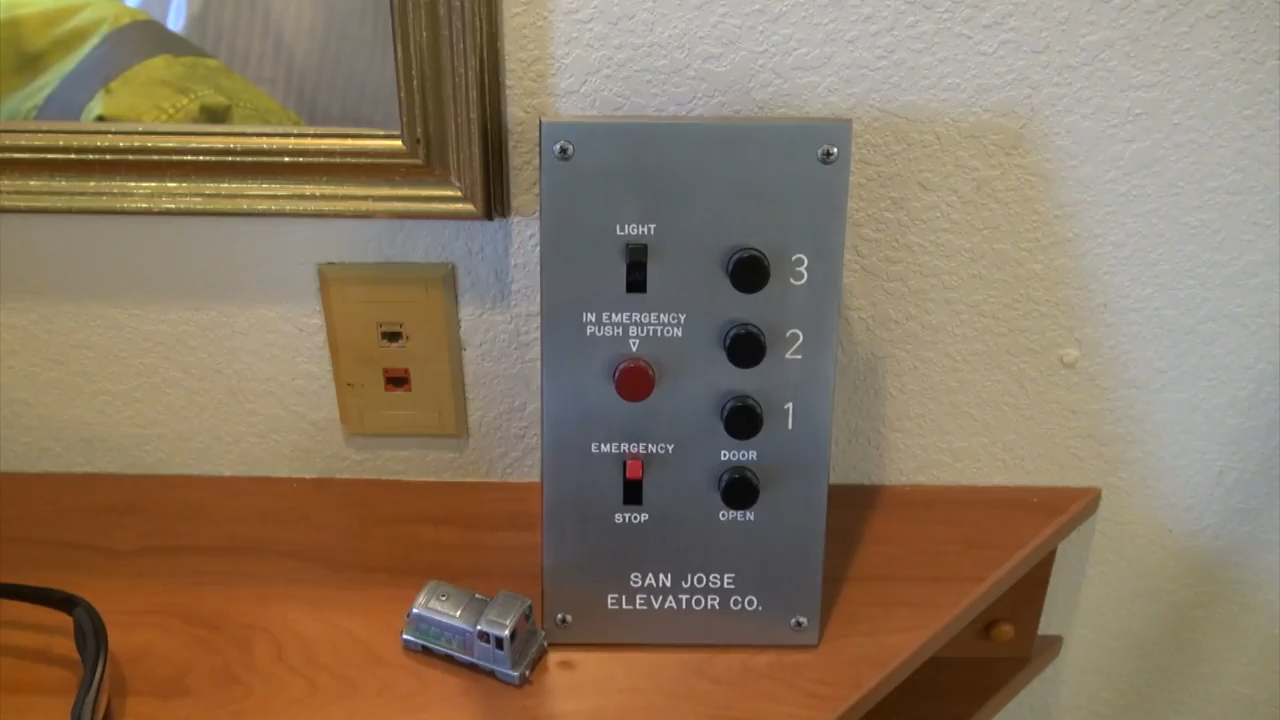 LIGHT
3
IN EMERGENCY
PUSH BUTTON
2
1
EMERGENCY
DOOR
STOP
OPEN
SAN JOSE
ELEVATOR CO.